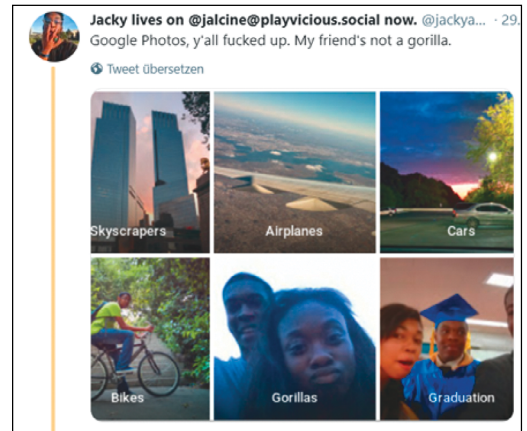 Jacky lives on @jalcine@playvicious.social now. @jackya... · 29.
Google Photos, y'all fucked up. My friend's not a gorilla.
Tweet übersetzen
Skyscrapers Airplanes Cars
Bikes Gorillas Graduation